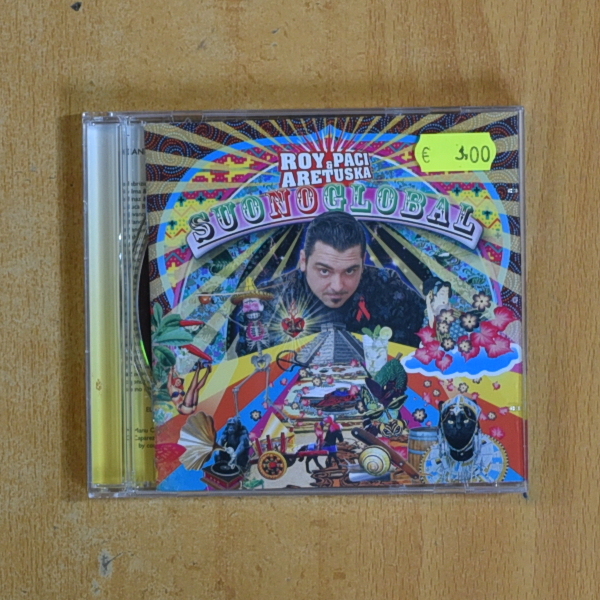 ROY PACI
& ARETUSKA
SUONOGLOBAL
€ 3,00